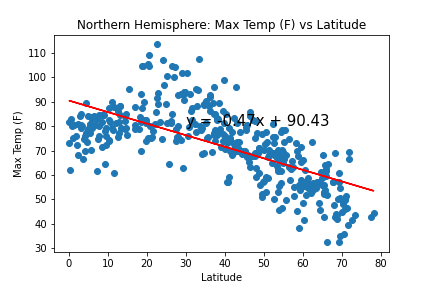 Northern Hemisphere: Max Temp (F) vs Latitude
110
100
90
80
70
60
50
40
30
Max Temp (F)
y = -0.47x + 90.43
0 10 20 30 40 50 60 70 80
Latitude